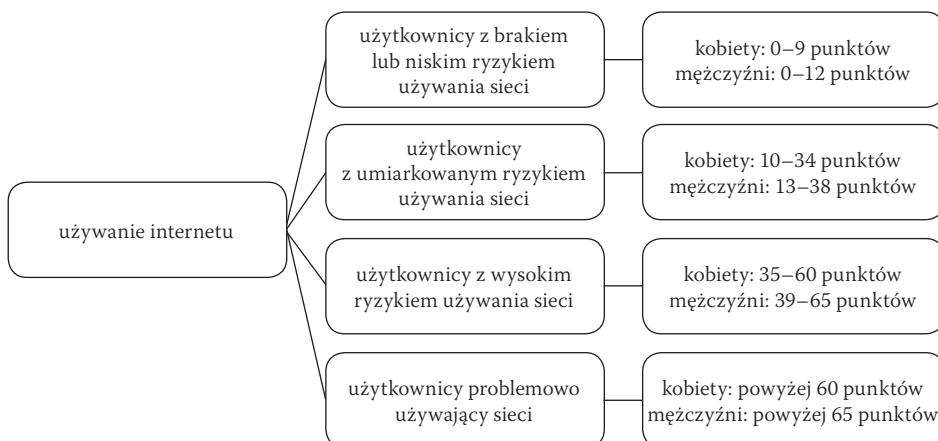 używanie internetu
użytkownicy z brakiem
lub niskim ryzykiem
używania sieci
kobiety: 0–9 punktów
mężczyźni: 0–12 punktów
użytkownicy
z umiarkowanym ryzykiem
używania sieci
kobiety: 10–34 punktów
mężczyźni: 13–38 punktów
użytkownicy z wysokim
ryzykiem używania sieci
kobiety: 35–60 punktów
mężczyźni: 39–65 punktów
użytkownicy problemowo
używający sieci
kobiety: powyżej 60 punktów
mężczyźni: powyżej 65 punktów